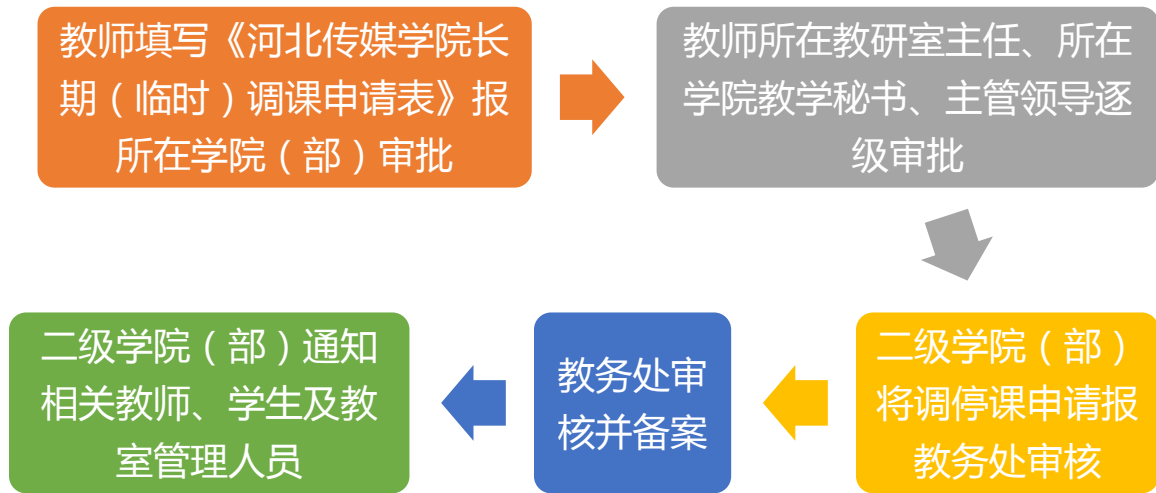 教师填写《河北传媒学院长
期（临时）调课申请表》报
所在学院（部）审批
教师所在教研室主任、所在
学院教学秘书、主管领导逐
级审批
二级学院（部）
将调停课申请报
教务处审核
教务处审
核并备案
二级学院（部）通知
相关教师、学生及教
室管理人员